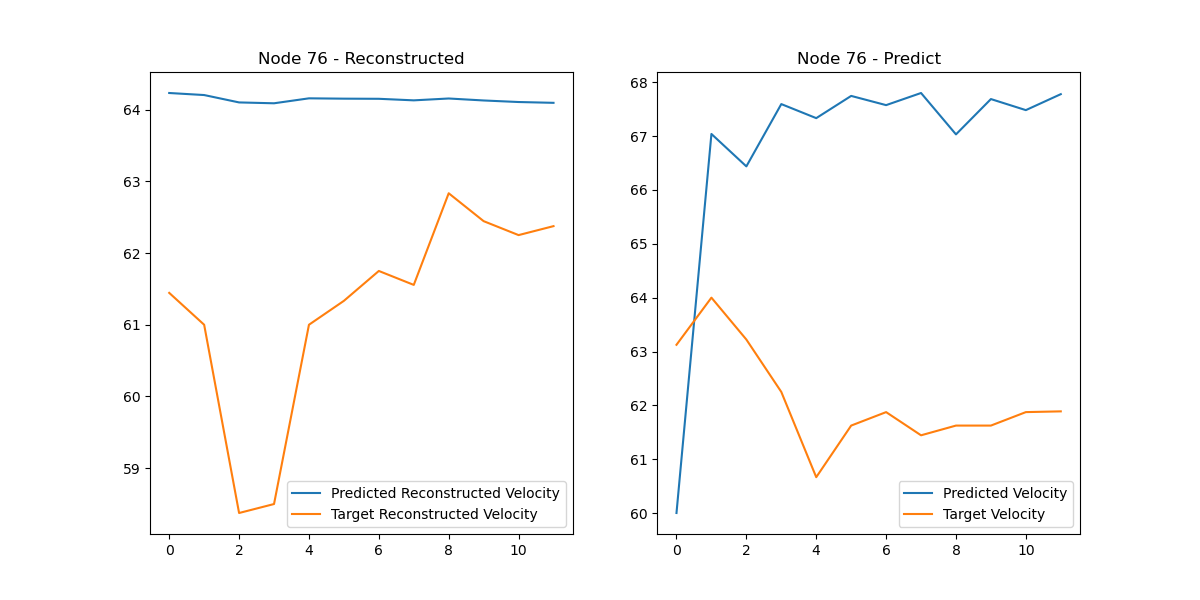 Node 76 - Reconstructed
64
63
62
61
60
59
0 2 4 6 8 10
Predicted Reconstructed Velocity
Target Reconstructed Velocity
Node 76 - Predict
68
67
66
65
64
63
62
61
60
0 2 4 6 8 10
Predicted Velocity
Target Velocity